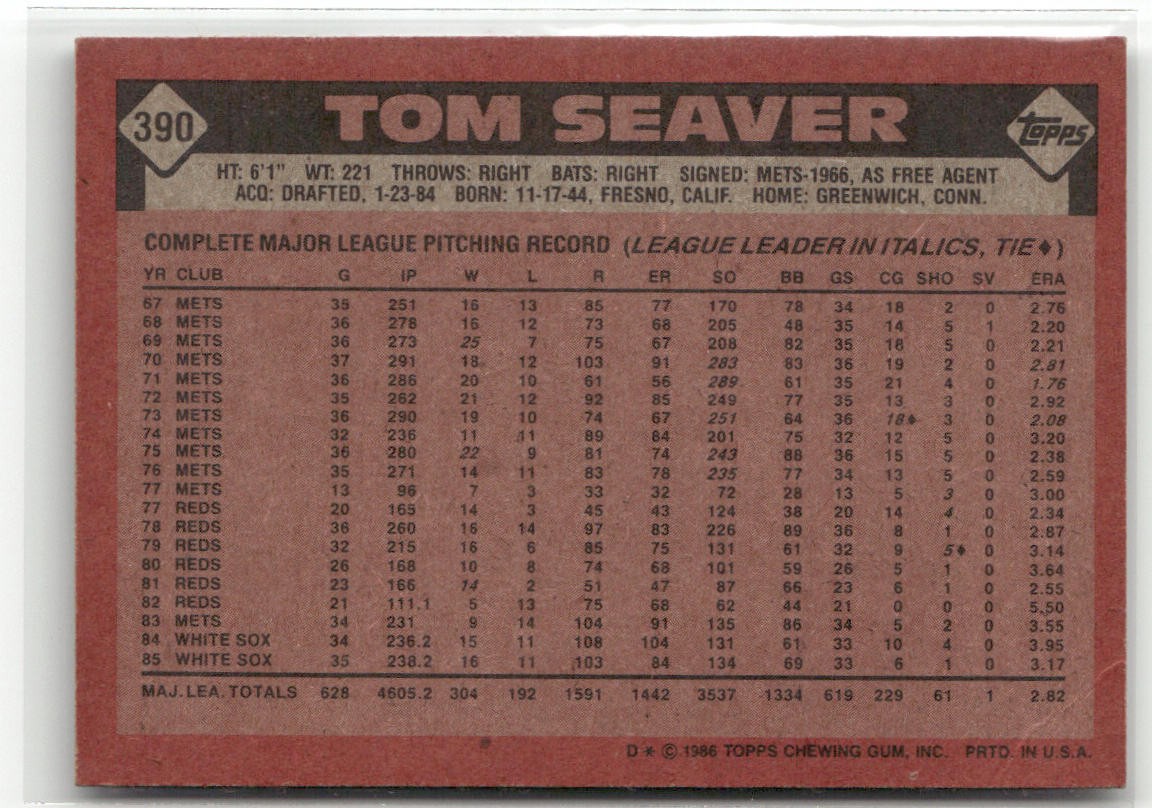 390 TOM SEAVER Topps
HT: 6'1" WT: 221 THROWS: RIGHT BATS: RIGHT SIGNED: METS-1966, AS FREE AGENT
ACQ: DRAFTED, 1-23-84 BORN: 11-17-44, FRESNO, CALIF. HOME: GREENWICH, CONN.
COMPLETE MAJOR LEAGUE PITCHING RECORD (LEAGUE LEADER IN ITALICS, TIE♦)
YR CLUB G IP W L R ER SO BB GS CG SHO SV ERA
67 METS 35 251 16 13 85 77 170 78 34 18 2 0 2.76
68 METS 36 278 16 12 73 68 205 48 35 14 5 1 2.20
69 METS 36 273 25 7 75 67 208 82 35 18 5 0 2.21
70 METS 37 291 18 12 103 91 283 83 36 19 2 0 2.81
71 METS 36 286 20 10 61 56 289 61 35 21 4 0 1.76
72 METS 35 262 21 12 92 85 249 77 35 13 3 0 2.92
73 METS 36 290 19 10 74 67 251 64 36 18♦ 3 0 2.08
74 METS 32 236 11 11 89 84 201 75 32 12 5 0 3.20
75 METS 36 280 22 9 81 74 243 88 36 15 5 0 2.38
76 METS 35 271 14 11 83 78 235 77 34 13 5 0 2.59
77 METS 13 96 7 3 33 32 72 28 13 5 3 0 3.00
77 REDS 20 165 14 3 45 43 124 38 20 14 4 0 2.34
78 REDS 36 260 16 14 97 83 226 89 36 8 1 0 2.87
79 REDS 32 215 16 6 85 75 131 61 32 9 5♦ 0 3.14
80 REDS 26 168 10 8 74 68 101 59 26 5 1 0 3.64
81 REDS 23 166 14 2 51 47 87 66 23 6 1 0 2.55
82 REDS 21 111.1 5 13 75 68 62 44 21 0 0 0 5.50
83 METS 34 231 9 14 104 91 135 86 34 5 2 0 3.55
84 WHITE SOX 34 236.2 15 11 108 104 131 61 33 10 4 0 3.95
85 WHITE SOX 35 238.2 16 11 103 84 134 69 33 6 1 0 3.17
MAJ. LEA. TOTALS 628 4605.2 304 192 1591 1442 3537 1334 619 229 61 1 2.82
D * © 1986 TOPPS CHEWING GUM, INC. PRTD. IN U.S.A.